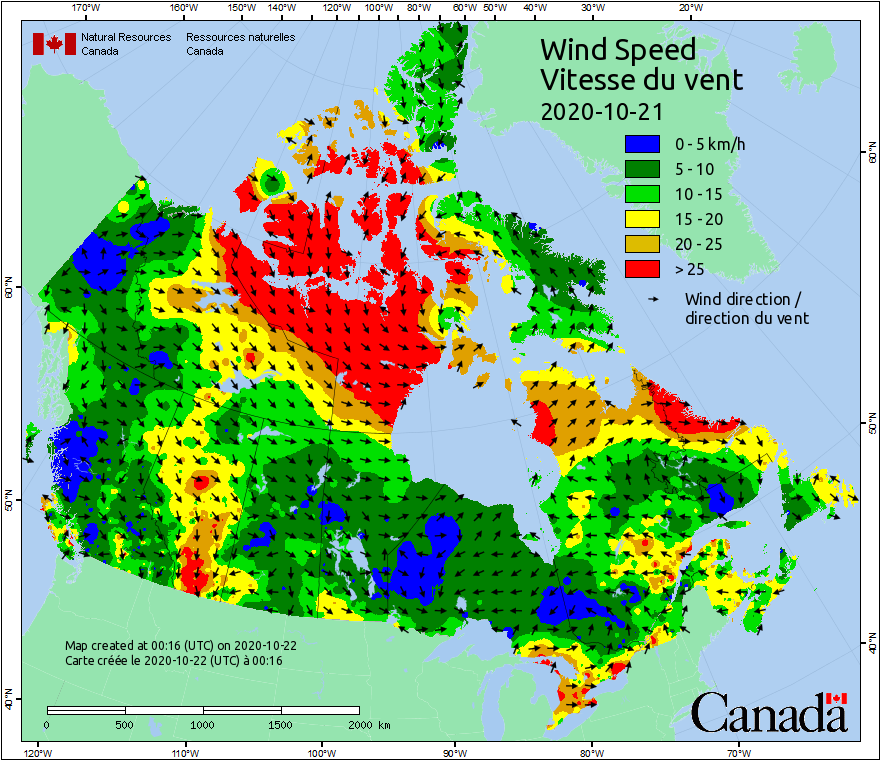 170°W 160°W 150°W 140°W 120°W 100°W 80°W 60°W 50°W 40°W 30°W 20°W
Natural Resources Ressources naturelles
Canada Canada
Wind Speed
Vitesse du vent
2020-10-21
0 - 5 km/h
5 - 10
10 - 15
15 - 20
20 - 25
> 25
Wind direction /
direction du vent
60°N
60°N
50°N
50°N
40°N
40°N
Map created at 00:16 (UTC) on 2020-10-22
Carte créée le 2020-10-22 (UTC) à 00:16
0 500 1000 1500 2000 km
Canada
120°W 110°W 100°W 90°W 80°W 70°W